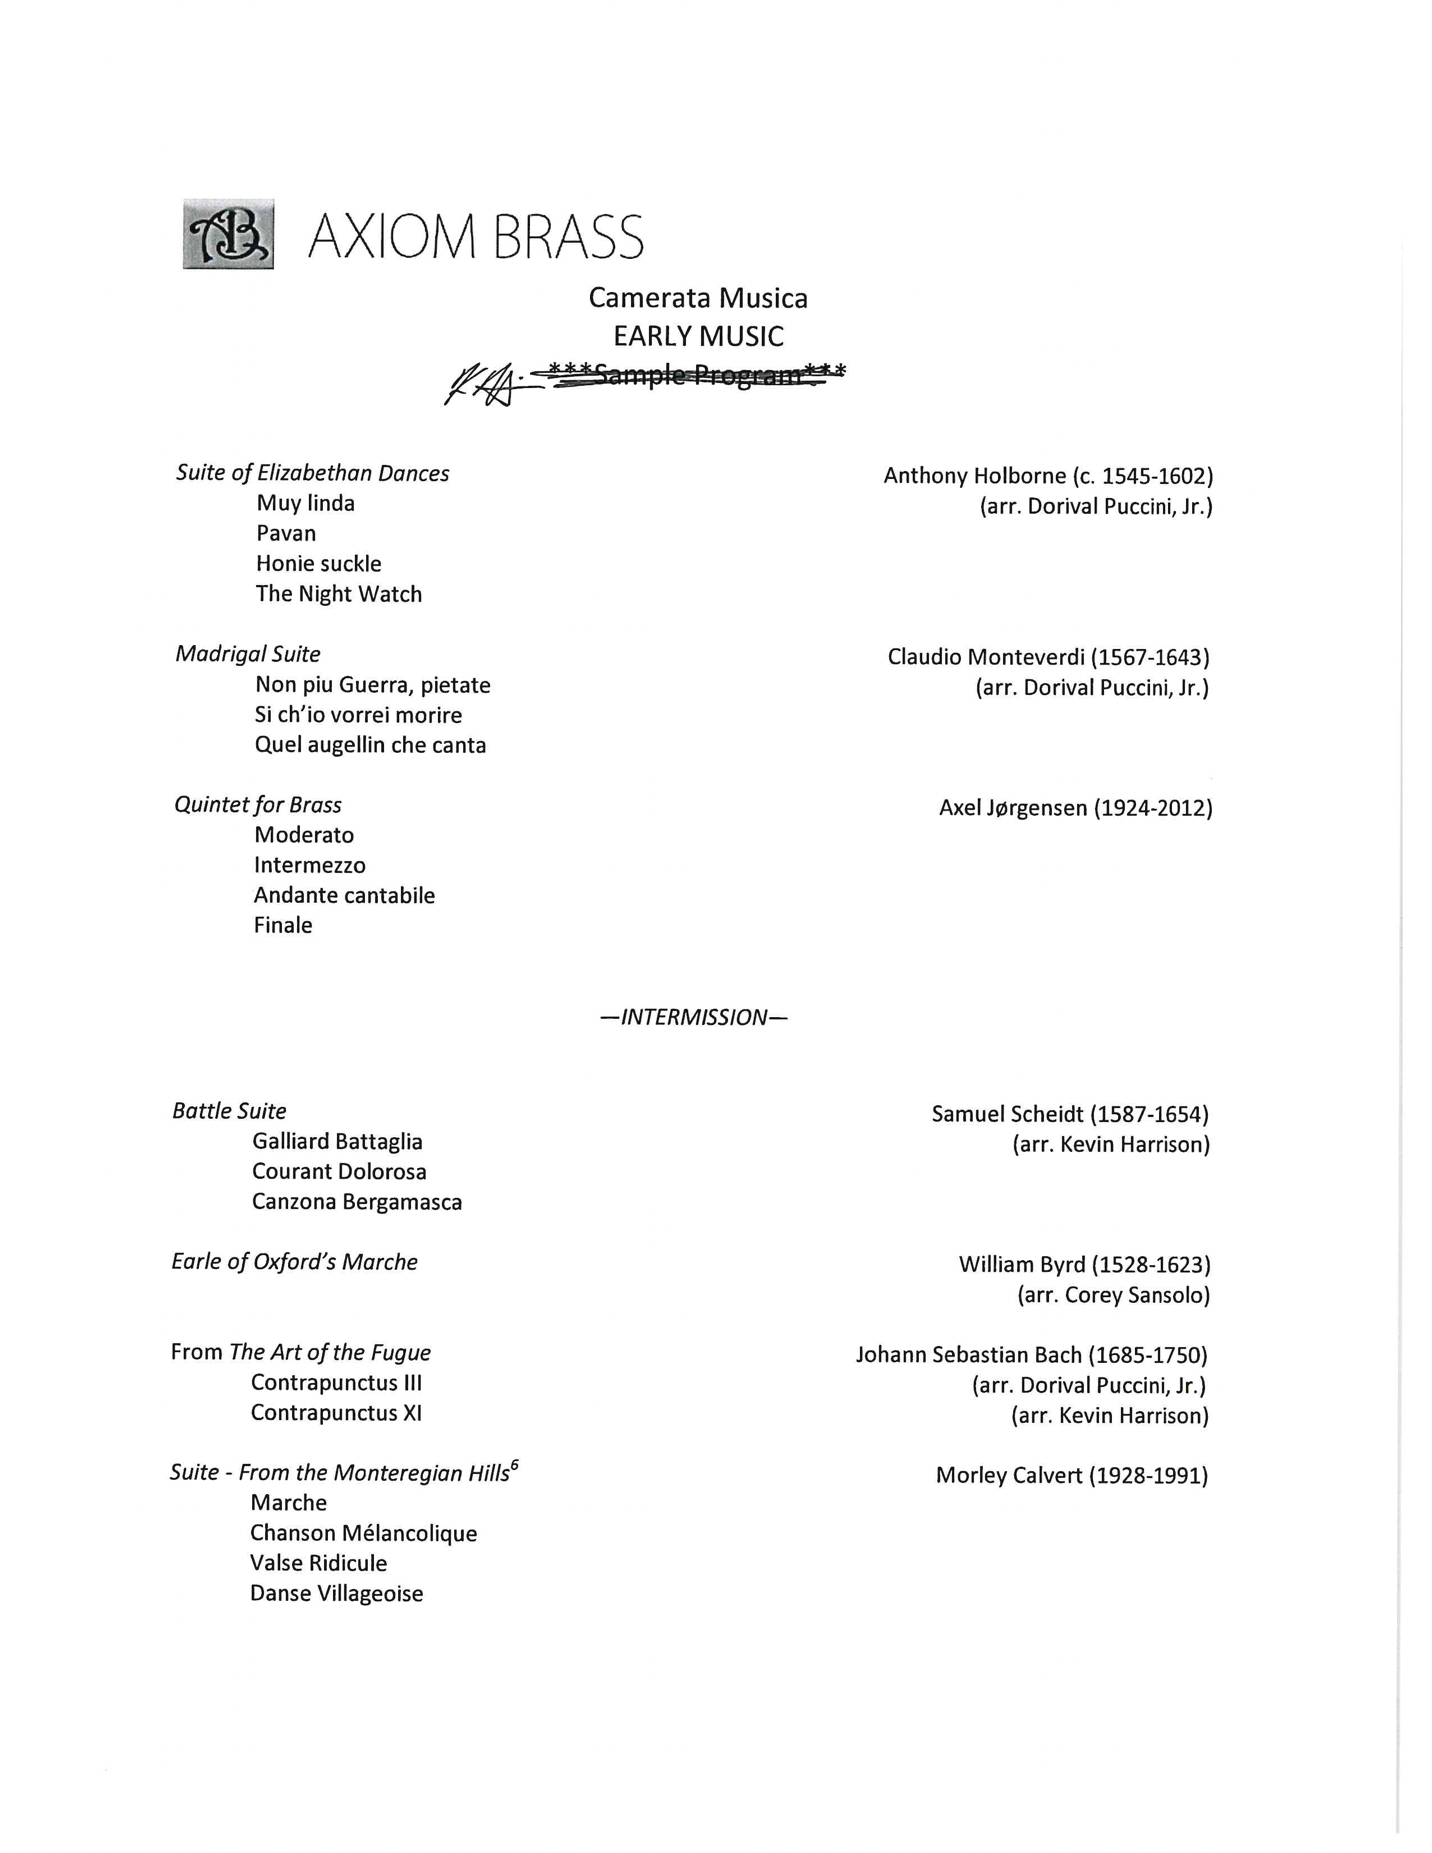 AB AXIOM BRASS
Camerata Musica
EARLY MUSIC
***Sample Program***
Suite of Elizabethan Dances Anthony Holborne (c. 1545-1602)
Muy linda (arr. Dorival Puccini, Jr.)
Pavan
Honie suckle
The Night Watch
Madrigal Suite Claudio Monteverdi (1567-1643)
Non piu Guerra, pietate (arr. Dorival Puccini, Jr.)
Si ch'io vorrei morire
Quel augellin che canta
Quintet for Brass Axel Jørgensen (1924-2012)
Moderato
Intermezzo
Andante cantabile
Finale
—INTERMISSION—
Battle Suite Samuel Scheidt (1587-1654)
Galliard Battaglia (arr. Kevin Harrison)
Courant Dolorosa
Canzona Bergamasca
Earle of Oxford's Marche William Byrd (1528-1623)
(arr. Corey Sansolo)
From The Art of the Fugue Johann Sebastian Bach (1685-1750)
Contrapunctus III (arr. Dorival Puccini, Jr.)
Contrapunctus XI (arr. Kevin Harrison)
Suite - From the Monteregian Hills⁶ Morley Calvert (1928-1991)
Marche
Chanson Mélancolique
Valse Ridicule
Danse Villageoise